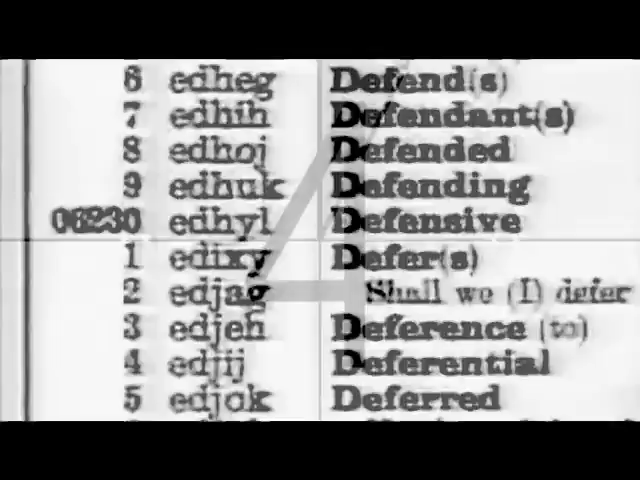 6 edheg Defend(s)
7 edhih Defendant(s)
8 edhoj Defended
9 edhuk Defending
06230 edhyl Defensive
1 edixy Defer(s)
2 edjag Shall we (I) defer
3 edjeh Deference (to)
4 edjij Deferential
5 edjok Deferred
4